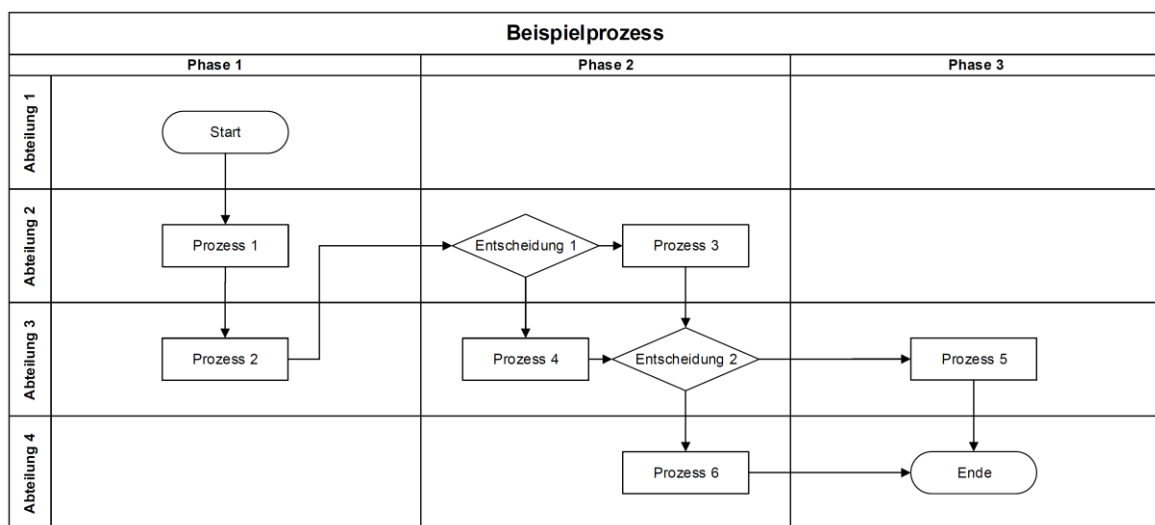 Beispielprozess
Phase 1
Phase 2
Phase 3
Abteilung 1
Start
Abteilung 2
Prozess 1
Entscheidung 1
Prozess 3
Abteilung 3
Prozess 2
Prozess 4
Entscheidung 2
Prozess 5
Abteilung 4
Prozess 6
Ende